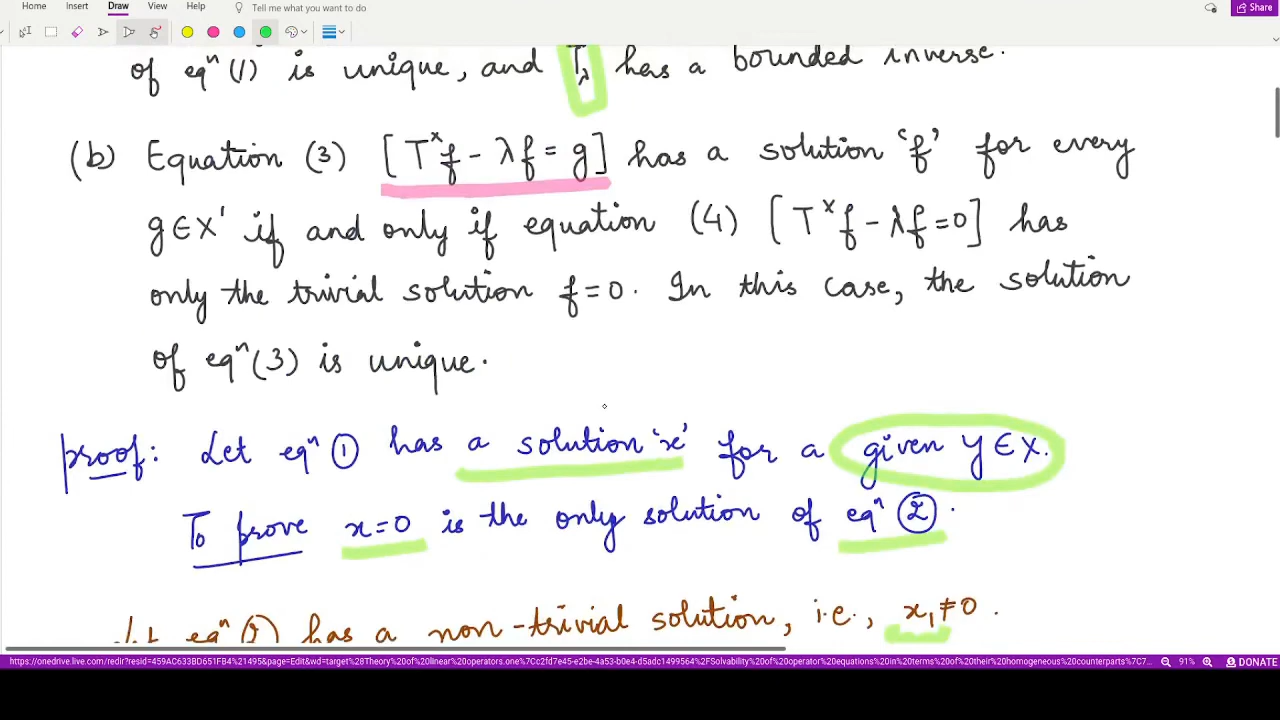 Home Insert Draw View Help Tell me what you want to do Share
of eqⁿ (1) is unique, and T_λ has a bounded inverse.
(b) Equation (3) [T^x f - λf = g] has a solution 'f' for every
g ∈ X' if and only if equation (4) [T^x f - λf = 0] has
only the trivial solution f = 0. In this case, the solution
of eqⁿ (3) is unique.
proof: Let eqⁿ ① has a solution 'x' for a given y ∈ X.
To prove x = 0 is the only solution of eqⁿ ②.
Let eqⁿ (2) has a non-trivial solution, i.e., x₁ ≠ 0.
91% DONATE